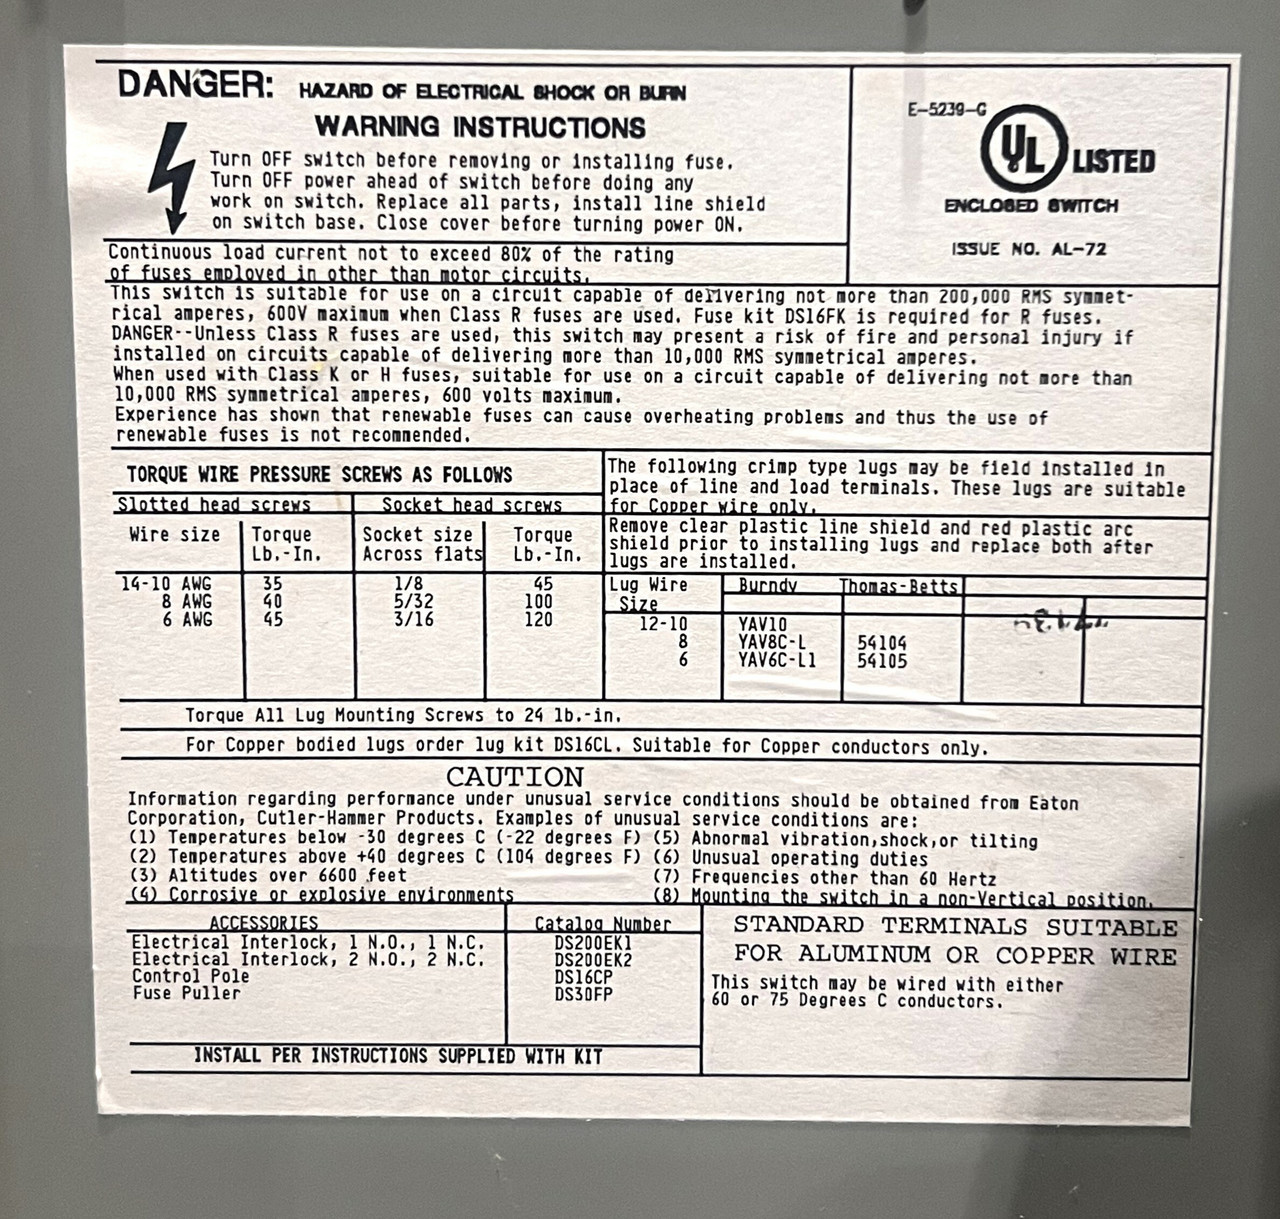 DANGER: HAZARD OF ELECTRICAL SHOCK OR BURN
WARNING INSTRUCTIONS
Turn OFF switch before removing or installing fuse.
Turn OFF power ahead of switch before doing any
work on switch. Replace all parts, install line shield
on switch base. Close cover before turning power ON.
E-5239-G
UL LISTED
ENCLOSED SWITCH
ISSUE NO. AL-72
Continuous load current not to exceed 80% of the rating
of fuses employed in other than motor circuits.
This switch is suitable for use on a circuit capable of delivering not more than 200,000 RMS symmet-
rical amperes, 600V maximum when Class R fuses are used. Fuse kit DS16FK is required for R fuses.
DANGER--Unless Class R fuses are used, this switch may present a risk of fire and personal injury if
installed on circuits capable of delivering more than 10,000 RMS symmetrical amperes.
When used with Class K or H fuses, suitable for use on a circuit capable of delivering not more than
10,000 RMS symmetrical amperes, 600 volts maximum.
Experience has shown that renewable fuses can cause overheating problems and thus the use of
renewable fuses is not recommended.
TORQUE WIRE PRESSURE SCREWS AS FOLLOWS
Slotted head screws Socket head screws
Wire size Torque Socket size Torque
Lb.-In. Across flats Lb.-In.
14-10 AWG 35 1/8 45
8 AWG 40 5/32 100
6 AWG 45 3/16 120
The following crimp type lugs may be field installed in
place of line and load terminals. These lugs are suitable
for Copper wire only.
Remove clear plastic line shield and red plastic arc
shield prior to installing lugs and replace both after
lugs are installed.
Lug Wire Burndy Thomas-Betts
Size
12-10 YAV10
8 YAV8C-L 54104
6 YAV6C-L1 54105
Torque All Lug Mounting Screws to 24 lb.-in.
For Copper bodied lugs order lug kit DS16CL. Suitable for Copper conductors only.
CAUTION
Information regarding performance under unusual service conditions should be obtained from Eaton
Corporation, Cutler-Hammer Products. Examples of unusual service conditions are:
(1) Temperatures below -30 degrees C (-22 degrees F) (5) Abnormal vibration,shock,or tilting
(2) Temperatures above +40 degrees C (104 degrees F) (6) Unusual operating duties
(3) Altitudes over 6600 feet (7) Frequencies other than 60 Hertz
(4) Corrosive or explosive environments (8) Mounting the switch in a non-Vertical position.
ACCESSORIES Catalog Number
Electrical Interlock, 1 N.O., 1 N.C. DS200EK1
Electrical Interlock, 2 N.O., 2 N.C. DS200EK2
Control Pole DS16CP
Fuse Puller DS30FP
INSTALL PER INSTRUCTIONS SUPPLIED WITH KIT
STANDARD TERMINALS SUITABLE
FOR ALUMINUM OR COPPER WIRE
This switch may be wired with either
60 or 75 Degrees C conductors.